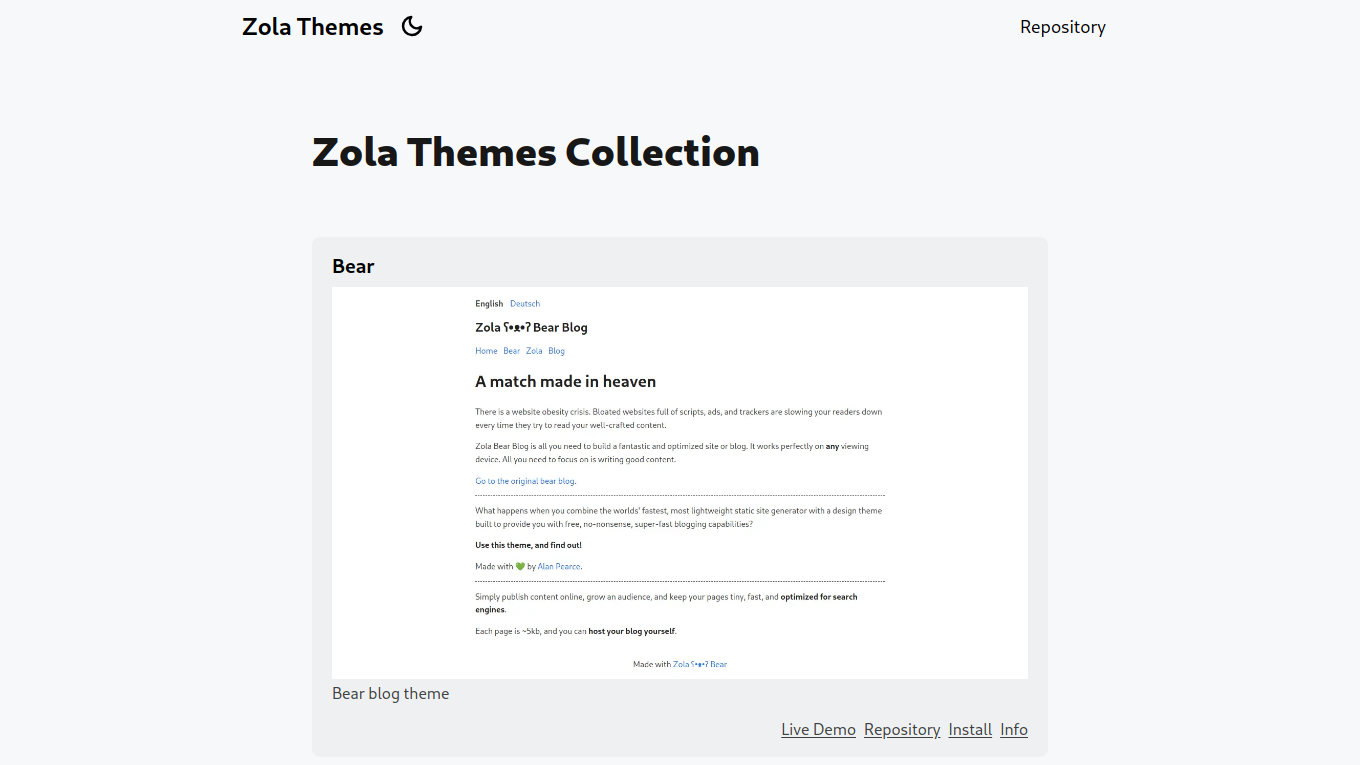 Zola Themes
Repository
Zola Themes Collection
Bear
English Deutsch
Zola ʕ•ᴥ•ʔ Bear Blog
Home Bear Zola Blog
A match made in heaven
There is a website obesity crisis. Bloated websites full of scripts, ads, and trackers are slowing your readers down
every time they try to read your well-crafted content.
Zola Bear Blog is all you need to build a fantastic and optimized site or blog. It works perfectly on any viewing
device. All you need to focus on is writing good content.
Go to the original bear blog.
What happens when you combine the worlds' fastest, most lightweight static site generator with a design theme
built to provide you with free, no-nonsense, super-fast blogging capabilities?
Use this theme, and find out!
Made with 💚 by Alan Pearce.
Simply publish content online, grow an audience, and keep your pages tiny, fast, and optimized for search
engines.
Each page is ~5kb, and you can host your blog yourself.
Made with Zola ʕ•ᴥ•ʔ Bear
Bear blog theme
Live Demo Repository Install Info